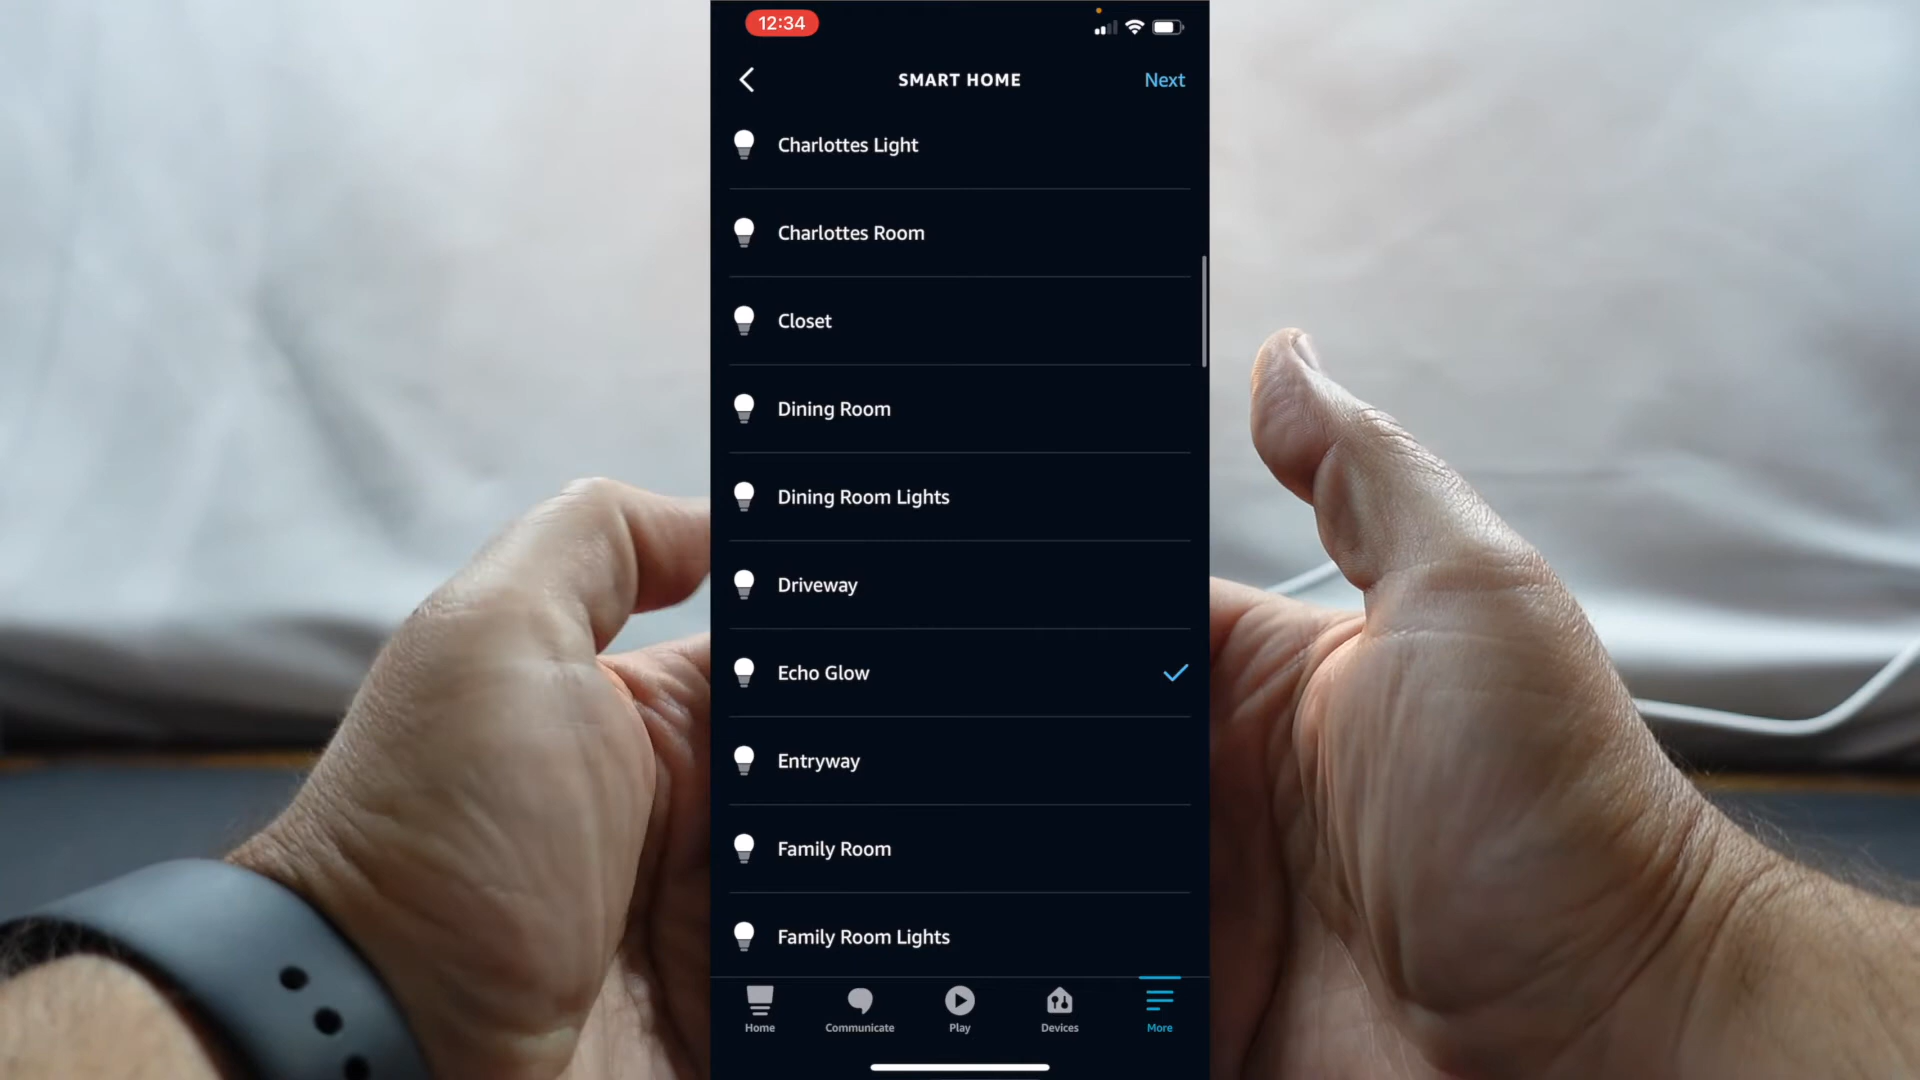 12:34
SMART HOME
Next
Charlottes Light
Charlottes Room
Closet
Dining Room
Dining Room Lights
Driveway
Echo Glow
Entryway
Family Room
Family Room Lights
Home
Communicate
Play
Devices
More